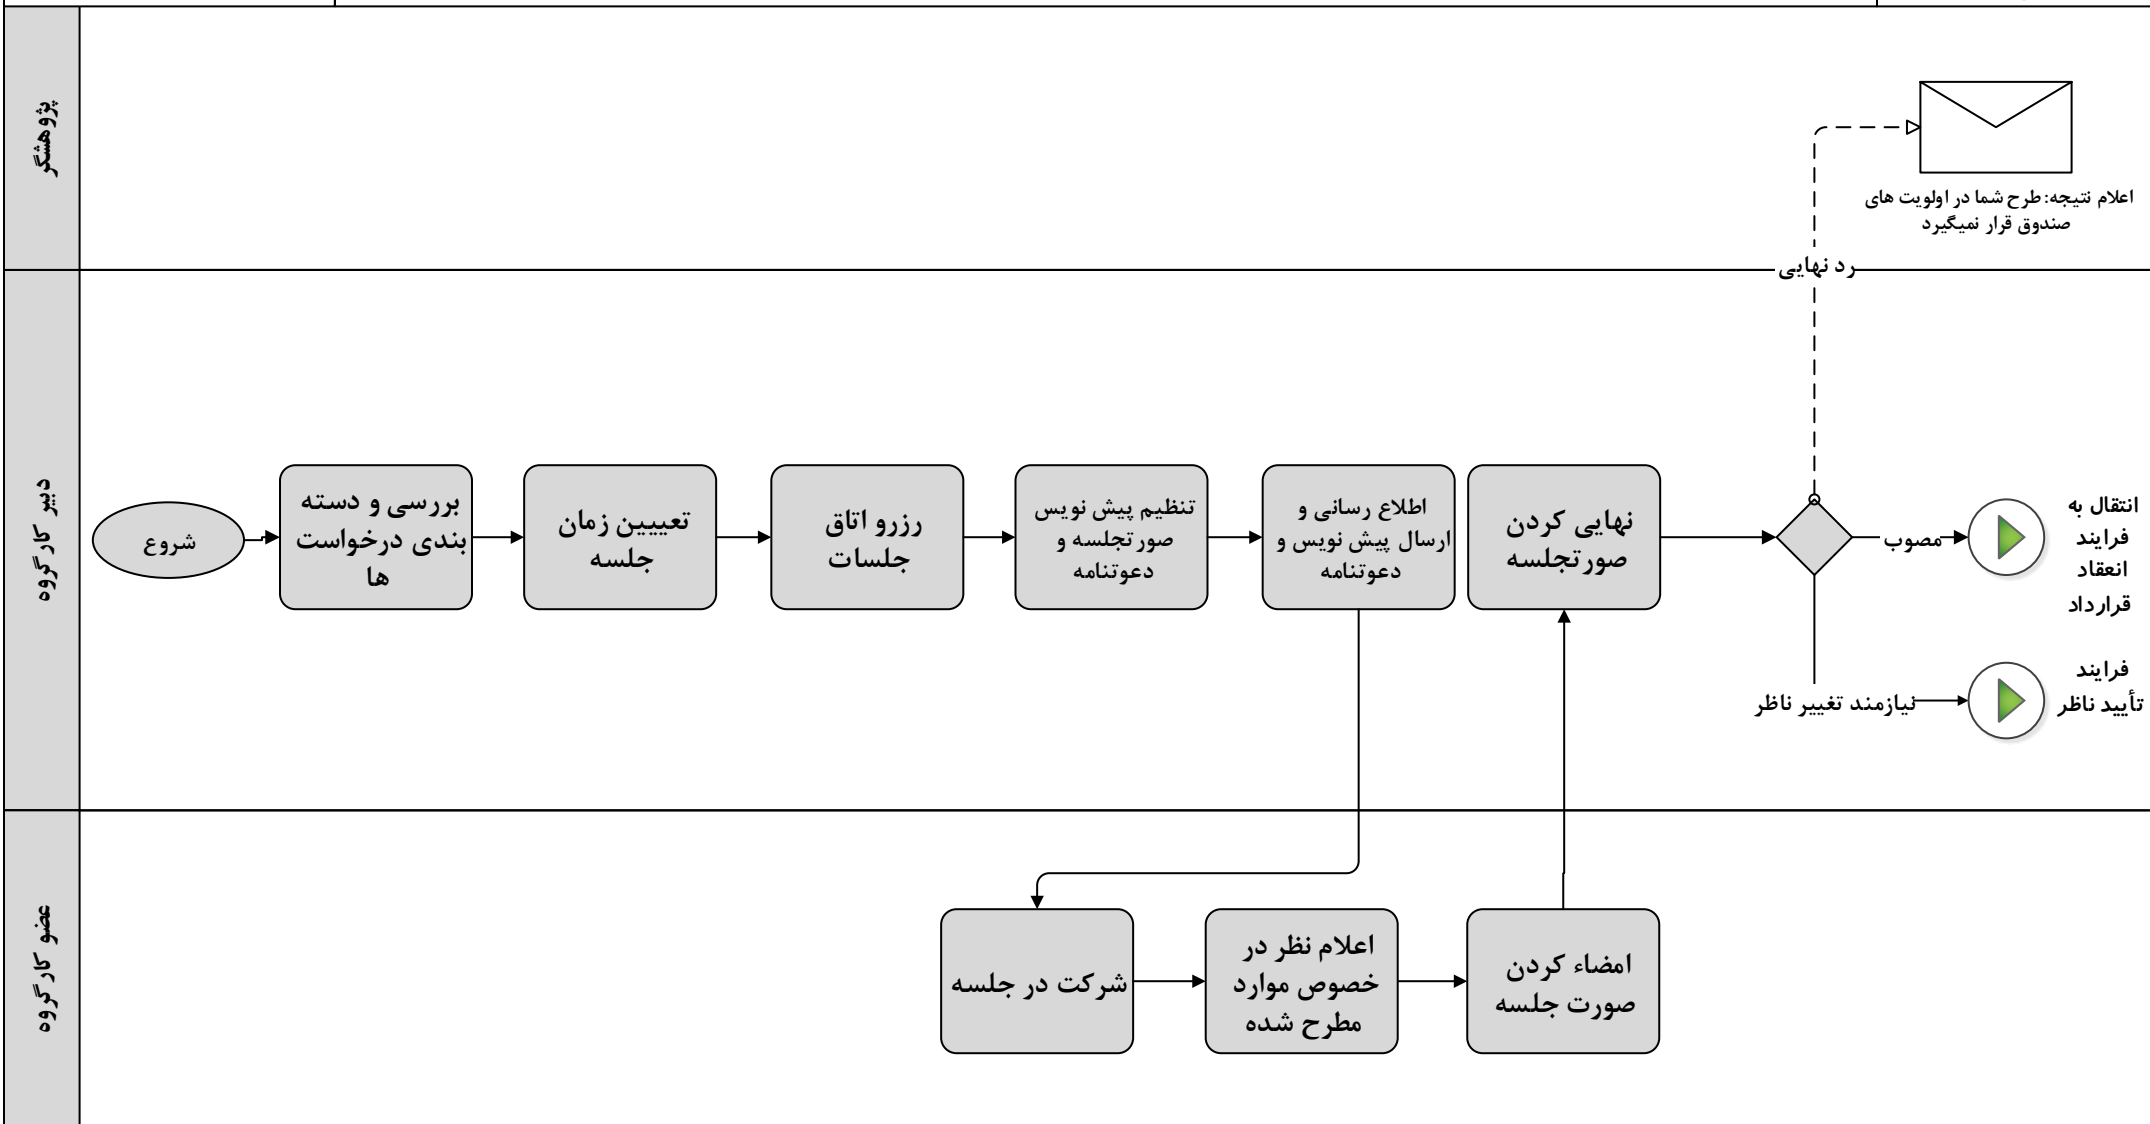 پژوهشگر
اعلام نتیجه: طرح شما در اولویت های
صندوق قرار نمیگیرد
رد نهایی
دبیر کارگروه
شروع
بررسی و دسته
بندی درخواست
ها
تعییین زمان
جلسه
رزرو اتاق
جلسات
تنظیم پیش نویس
صورتجلسه و
دعوتنامه
اطلاع رسانی و
ارسال پیش نویس و
دعوتنامه
نهایی کردن
صورتجلسه
مصوب
انتقال به
فرایند
انعقاد
قرارداد
نیازمند تغییر ناظر
فرایند
تأیید ناظر
عضو کارگروه
شرکت در جلسه
اعلام نظر در
خصوص موارد
مطرح شده
امضاء کردن
صورت جلسه